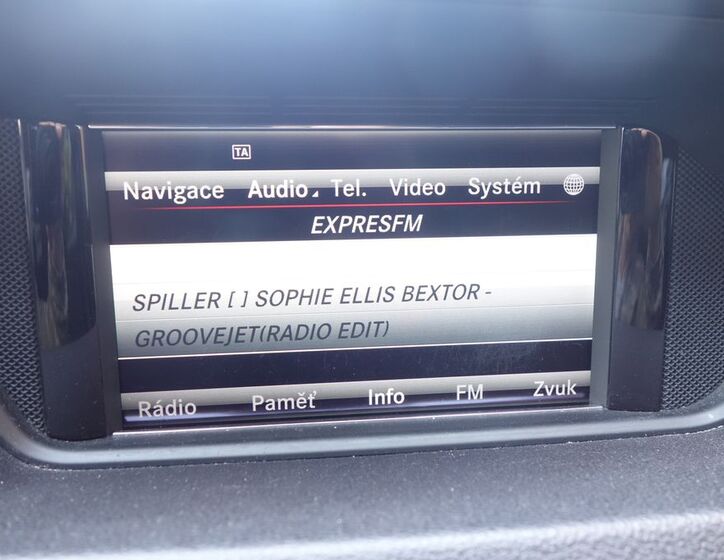 TA
Navigace Audio Tel. Video Systém
EXPRESFM
SPILLER [ ] SOPHIE ELLIS BEXTOR -
GROOVEJET(RADIO EDIT)
Rádio Paměť Info FM Zvuk